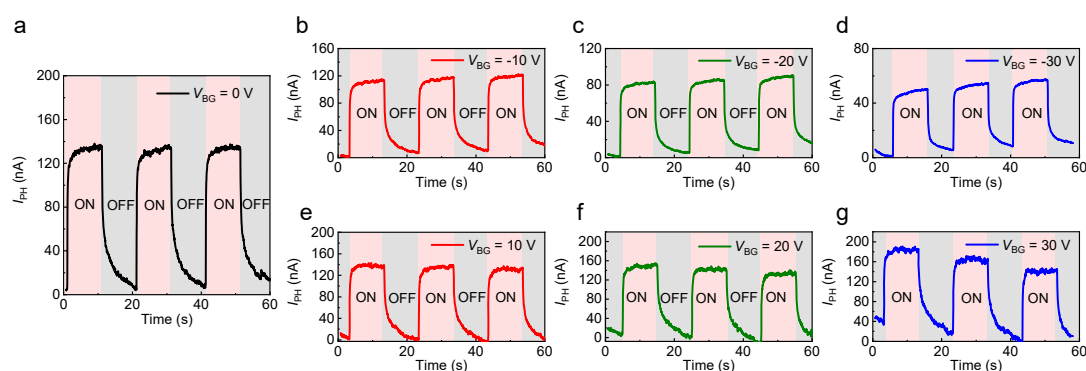 a
V_BG = 0 V
I_PH (nA)
200
160
120
80
40
0
ON OFF ON OFF ON OFF
0 20 40 60
Time (s)
b
V_BG = -10 V
I_PH (nA)
160
120
80
40
0
ON OFF ON OFF ON
0 20 40 60
Time (s)
c
V_BG = -20 V
I_PH (nA)
120
80
40
0
ON OFF ON OFF ON
0 20 40 60
Time (s)
d
V_BG = -30 V
I_PH (nA)
80
60
40
20
0
ON ON ON
0 20 40 60
Time (s)
e
V_BG = 10 V
I_PH (nA)
200
160
120
80
40
0
ON OFF ON OFF ON
0 20 40 60
Time (s)
f
V_BG = 20 V
I_PH (nA)
200
160
120
80
40
0
ON OFF ON OFF ON
0 20 40 60
Time (s)
g
V_BG = 30 V
I_PH (nA)
200
160
120
80
40
0
ON ON ON
0 20 40 60
Time (s)